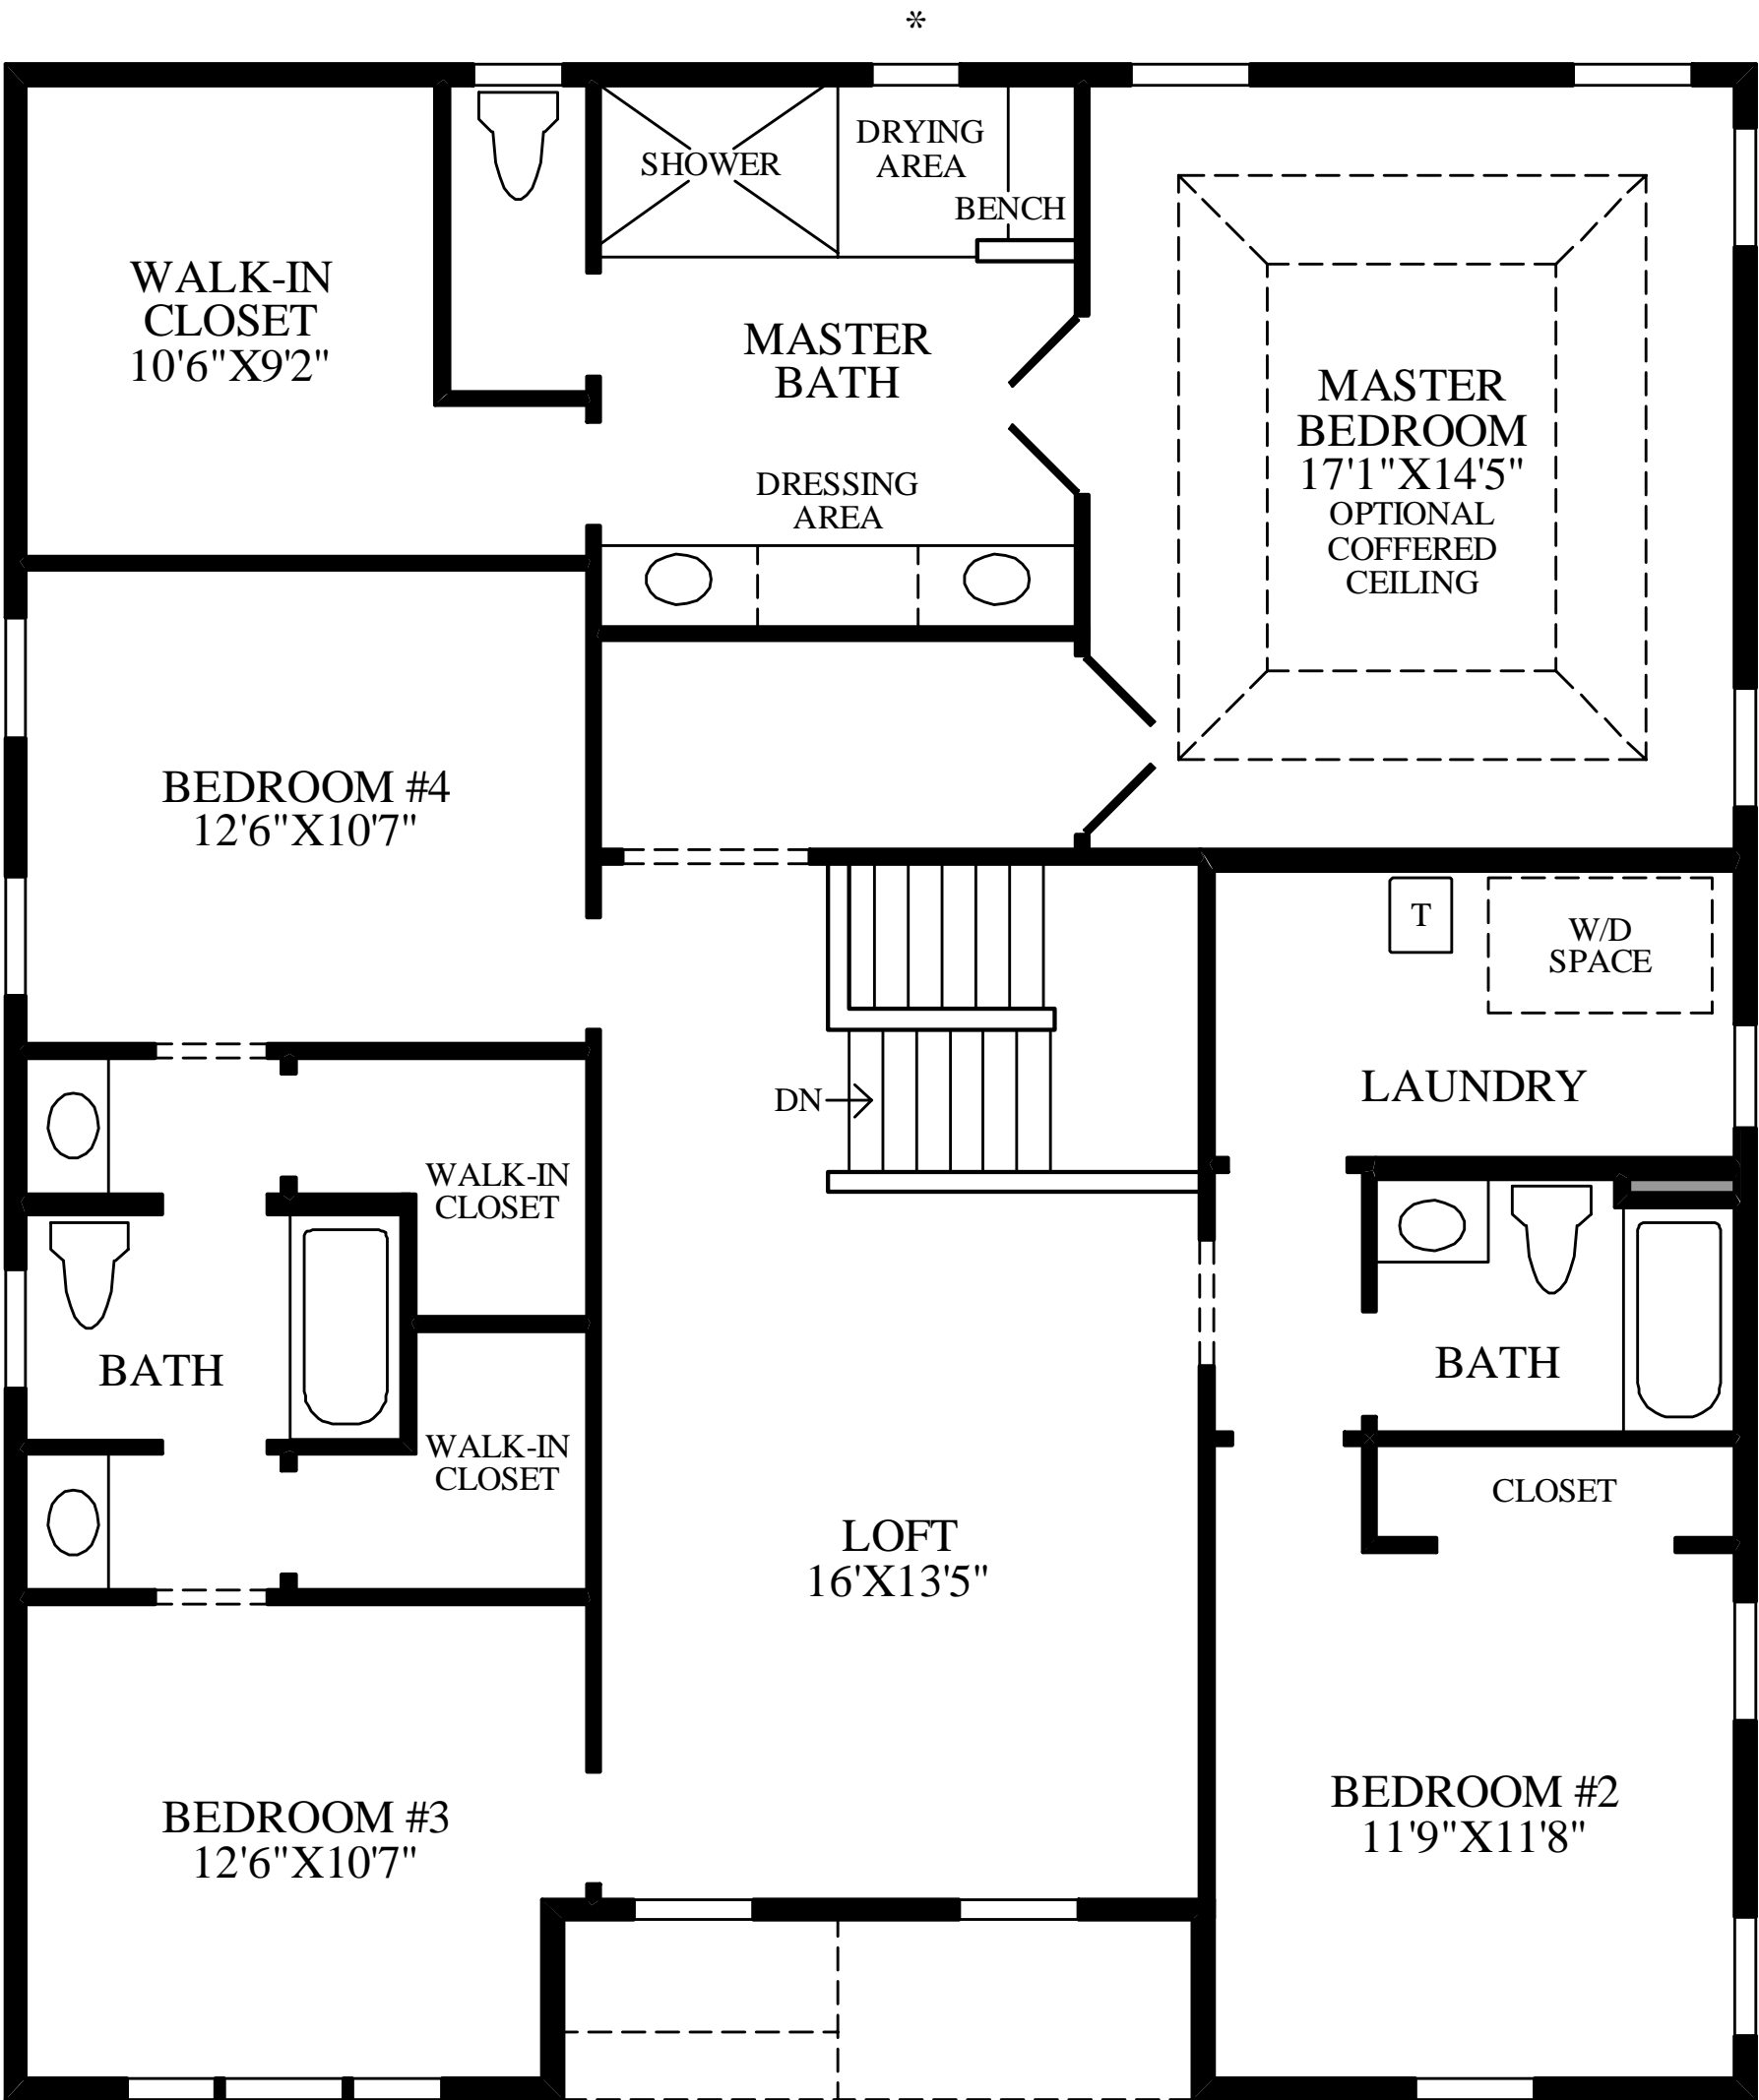 *
WALK-IN
CLOSET
10'6"X9'2"
SHOWER
DRYING
AREA
BENCH
MASTER
BATH
DRESSING
AREA
MASTER
BEDROOM
17'1"X14'5"
OPTIONAL
COFFERED
CEILING
BEDROOM #4
12'6"X10'7"
T
W/D
SPACE
DN
LAUNDRY
WALK-IN
CLOSET
BATH
BATH
WALK-IN
CLOSET
CLOSET
LOFT
16'X13'5"
BEDROOM #3
12'6"X10'7"
BEDROOM #2
11'9"X11'8"